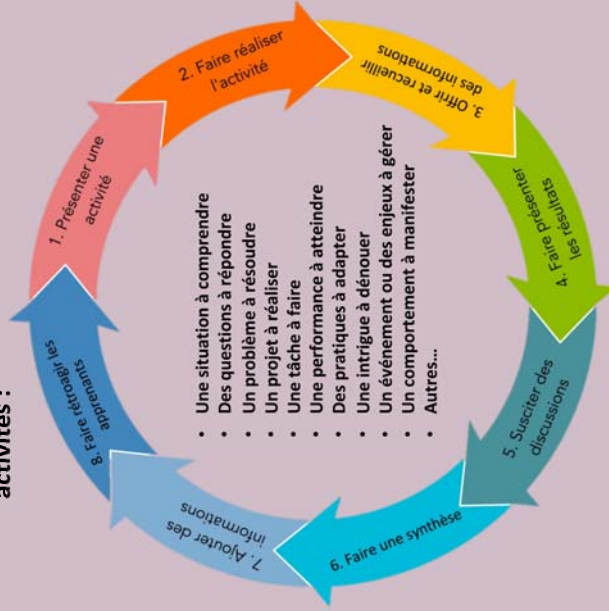 activités :
1. Présenter une
activité
2. Faire réaliser
l'activité
3. Offrir et recueillir
des informations
4. Faire présenter
les résultats
5. Susciter des
discussions
6. Faire une synthèse
7. Ajouter des
informations
8. Faire rétroagir les
apprenants
• Une situation à comprendre
• Des questions à répondre
• Un problème à résoudre
• Un projet à réaliser
• Une tâche à faire
• Une performance à atteindre
• Des pratiques à adapter
• Une intrigue à dénouer
• Un événement ou des enjeux à gérer
• Un comportement à manifester
• Autres...